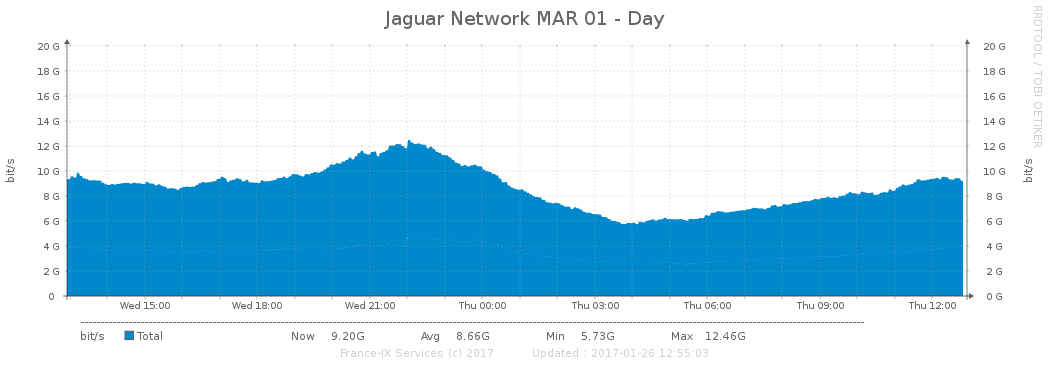 Jaguar Network MAR 01 - Day
RRDTOOL / TOBI OETIKER
bit/s
bit/s
20 G 20 G
18 G 18 G
16 G 16 G
14 G 14 G
12 G 12 G
10 G 10 G
8 G 8 G
6 G 6 G
4 G 4 G
2 G 2 G
0 0 G
Wed 15:00 Wed 18:00 Wed 21:00 Thu 00:00 Thu 03:00 Thu 06:00 Thu 09:00 Thu 12:00
bit/s Total Now 9.20G Avg 8.66G Min 5.73G Max 12.46G
France-IX Services (c) 2017 Updated : 2017-01-26 12:55:03